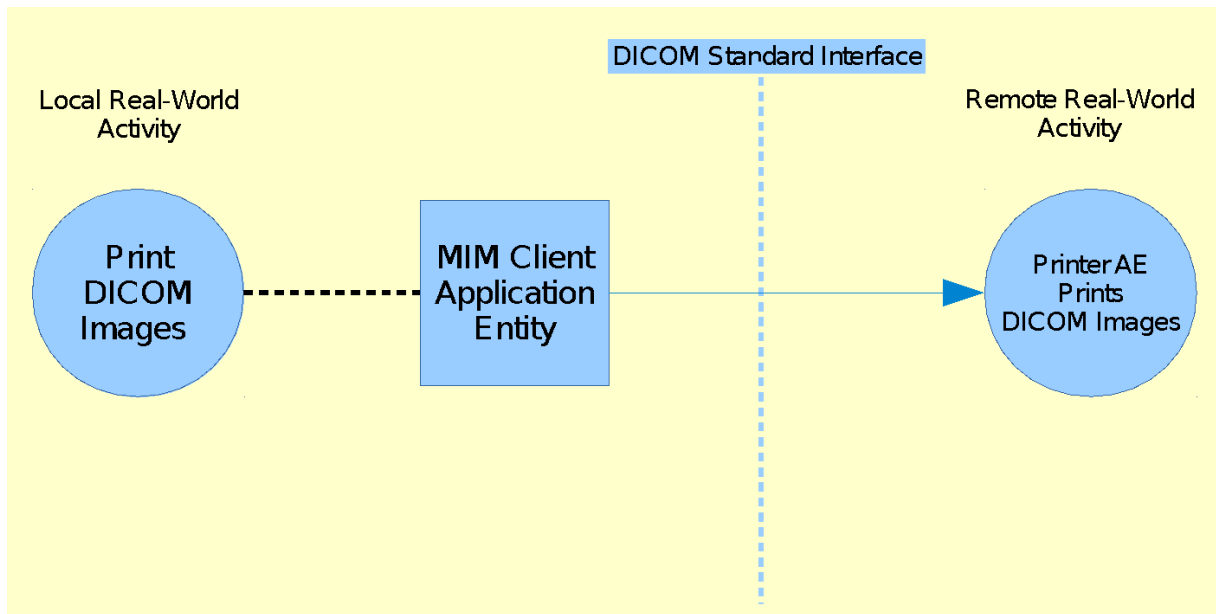 DICOM Standard Interface
Local Real-World
Activity
Remote Real-World
Activity
Print
DICOM
Images
MIM Client
Application
Entity
Printer AE
Prints
DICOM Images